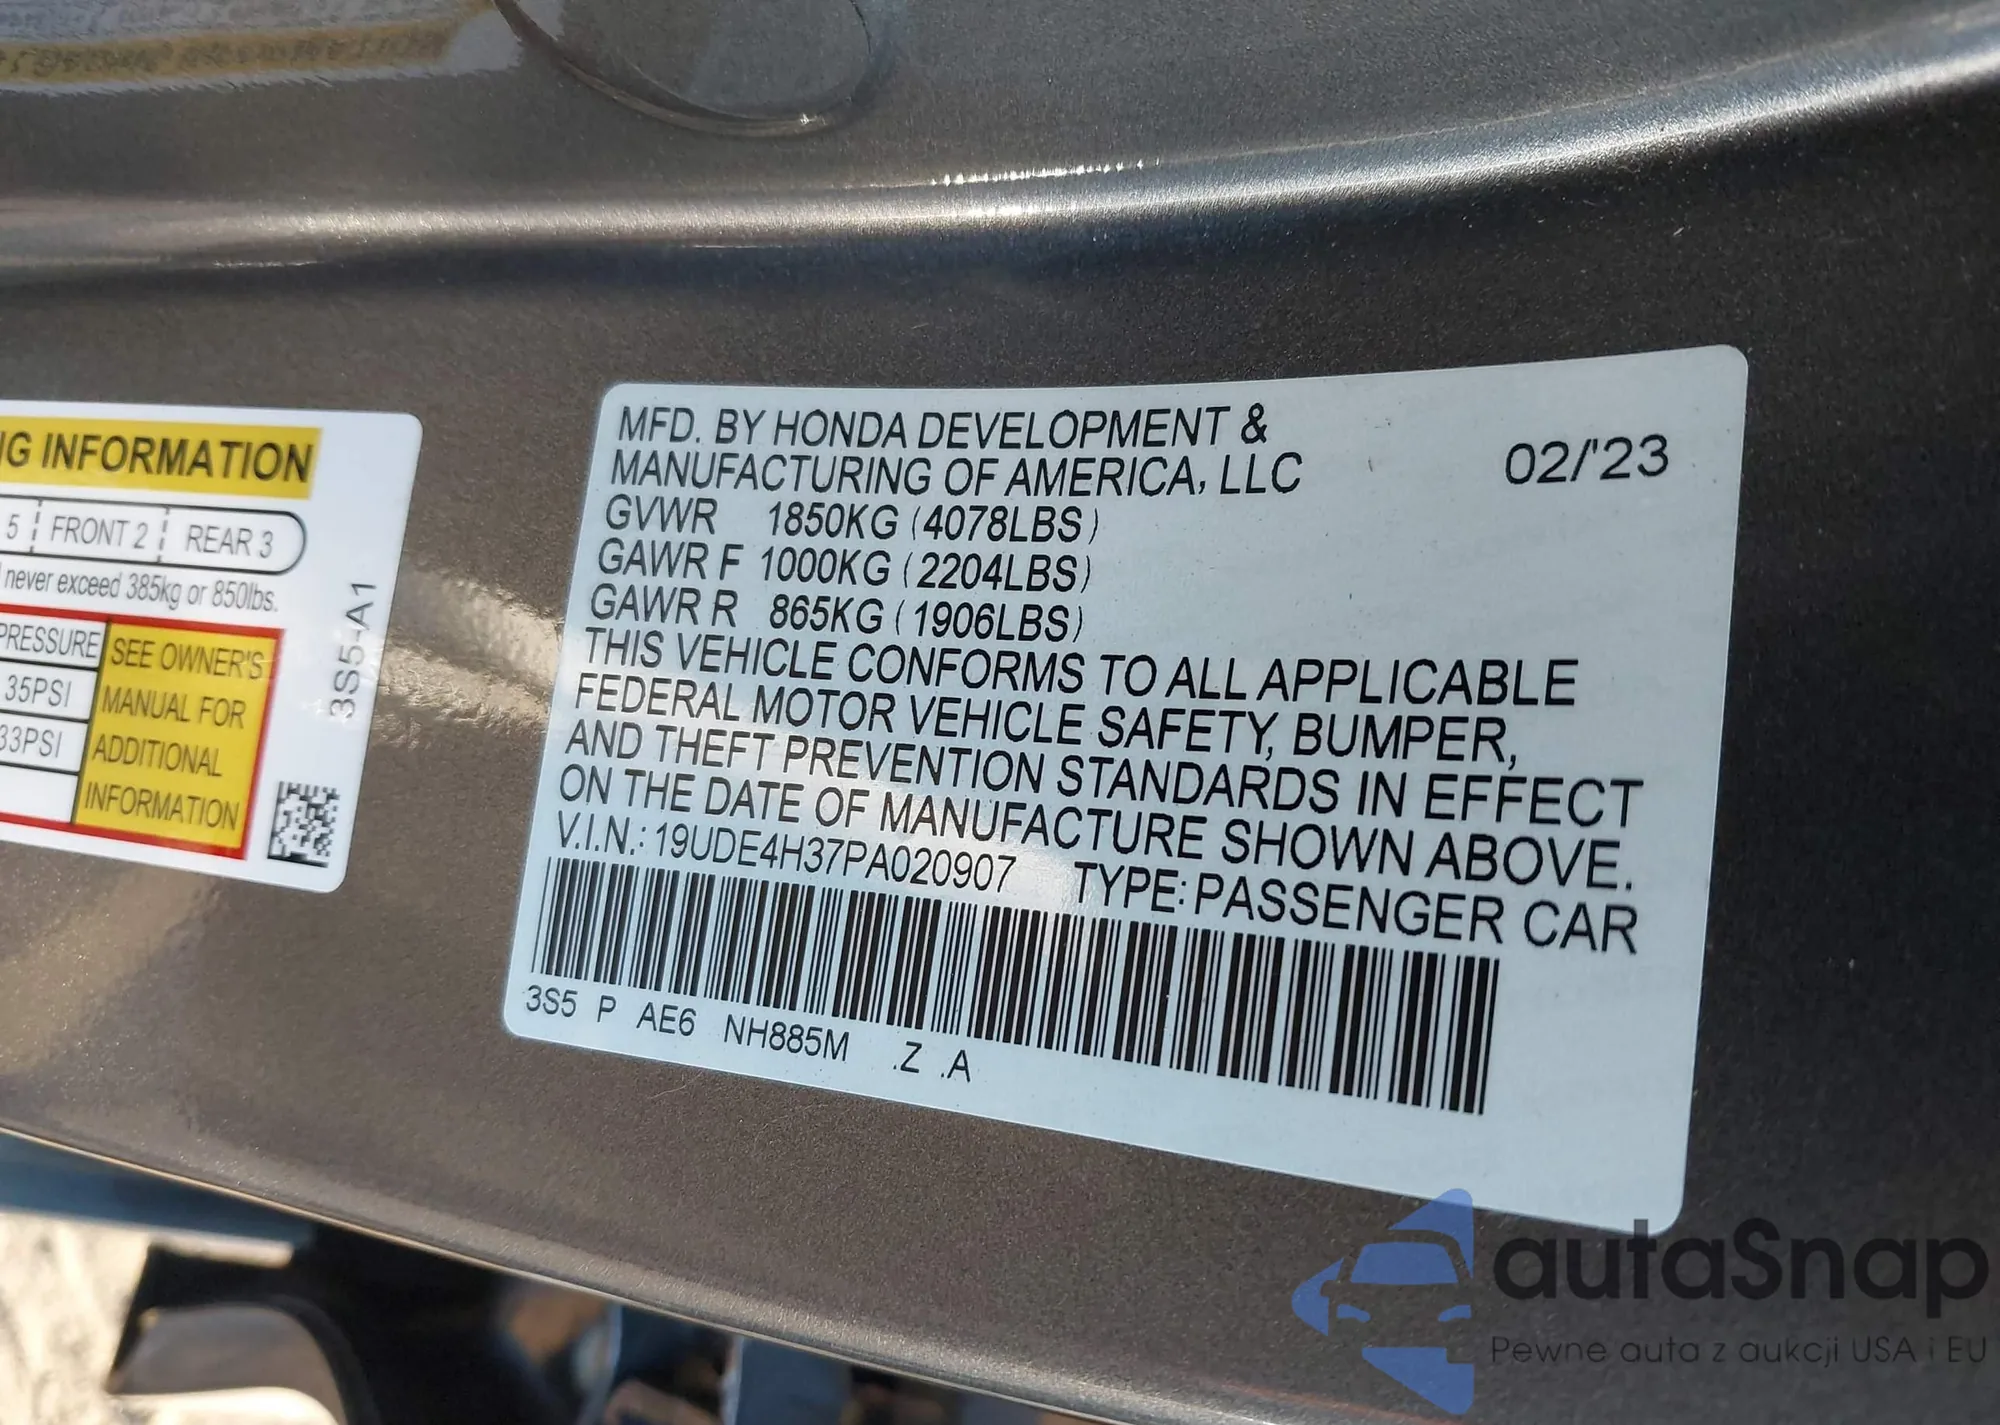 NG INFORMATION
5 FRONT 2 REAR 3
never exceed 385kg or 850lbs.
PRESSURE
35PSI
33PSI
SEE OWNER'S
MANUAL FOR
ADDITIONAL
INFORMATION
3S5-A1
MFD. BY HONDA DEVELOPMENT &
MANUFACTURING OF AMERICA, LLC
02/'23
GVWR 1850KG (4078LBS)
GAWR F 1000KG (2204LBS)
GAWR R 865KG (1906LBS)
THIS VEHICLE CONFORMS TO ALL APPLICABLE
FEDERAL MOTOR VEHICLE SAFETY, BUMPER,
AND THEFT PREVENTION STANDARDS IN EFFECT
ON THE DATE OF MANUFACTURE SHOWN ABOVE.
V.I.N.: 19UDE4H37PA020907 TYPE: PASSENGER CAR
3S5 P AE6 NH885M .Z .A
autaSnap
Pewne auta z aukcji USA i EU